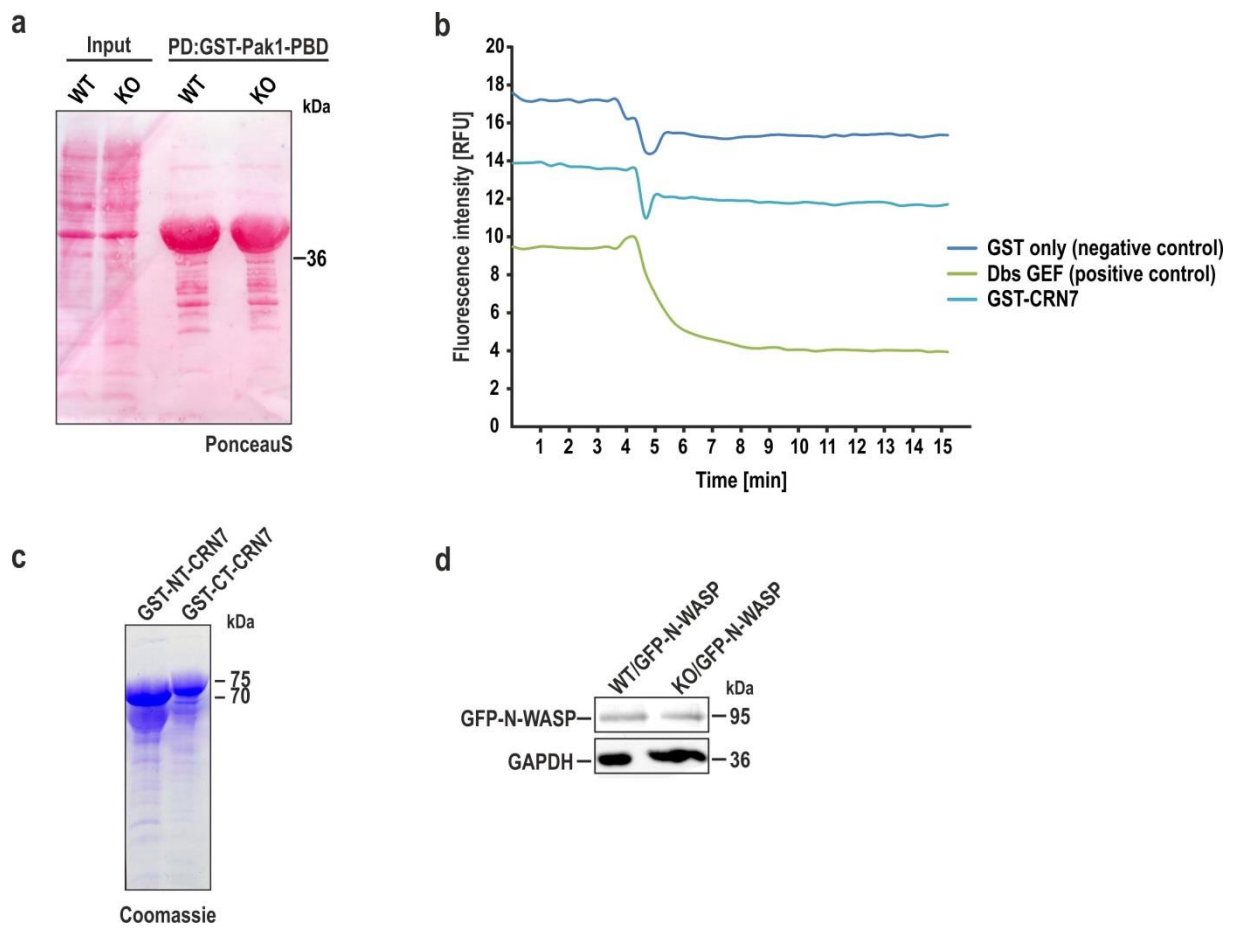 a
Input PD:GST-Pak1-PBD
WT KO WT KO
kDa
36
PonceauS
b
20
18
16
14
12
10
8
6
4
2
0
Fluorescence intensity [RFU]
1 2 3 4 5 6 7 8 9 10 11 12 13 14 15
Time [min]
GST only (negative control)
Dbs GEF (positive control)
GST-CRN7
c
GST-NT-CRN7
GST-CT-CRN7
kDa
75
70
Coomassie
d
WT/GFP-N-WASP
KO/GFP-N-WASP
kDa
GFP-N-WASP 95
GAPDH 36